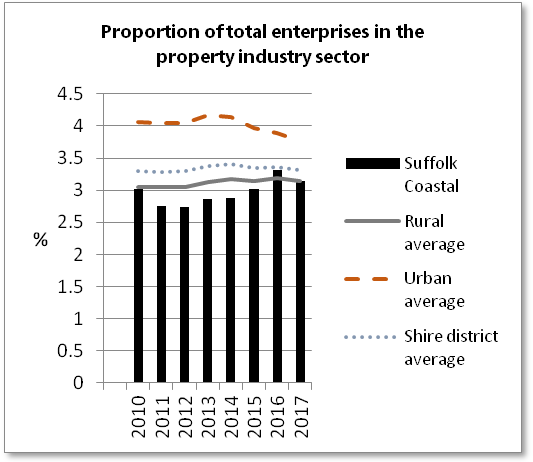 Proportion of total enterprises in the
property industry sector
4.5
4
3.5
3
2.5
2
1.5
1
0.5
0
%
2010
2011
2012
2013
2014
2015
2016
2017
Suffolk
Coastal
Rural
average
Urban
average
Shire district
average